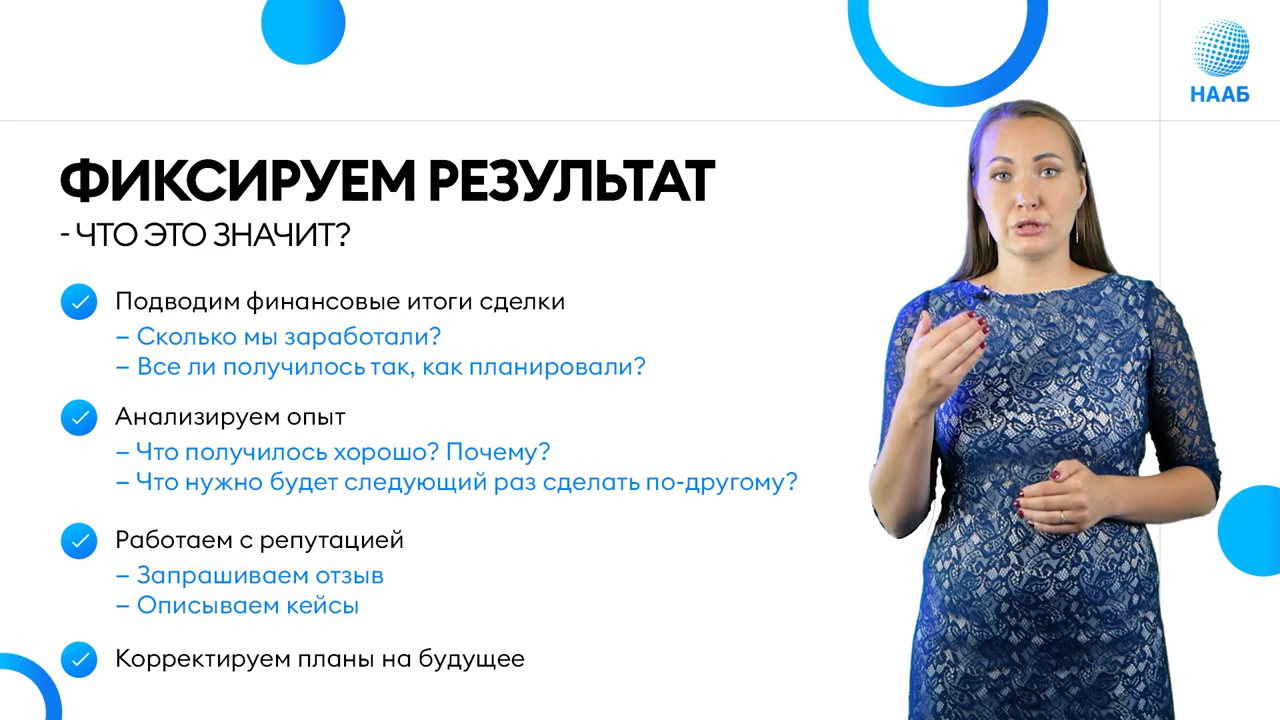 НААБ
ФИКСИРУЕМ РЕЗУЛЬТАТ
- ЧТО ЭТО ЗНАЧИТ?
Подводим финансовые итоги сделки
– Сколько мы заработали?
– Все ли получилось так, как планировали?
Анализируем опыт
– Что получилось хорошо? Почему?
– Что нужно будет следующий раз сделать по-другому?
Работаем с репутацией
– Запрашиваем отзыв
– Описываем кейсы
Корректируем планы на будущее